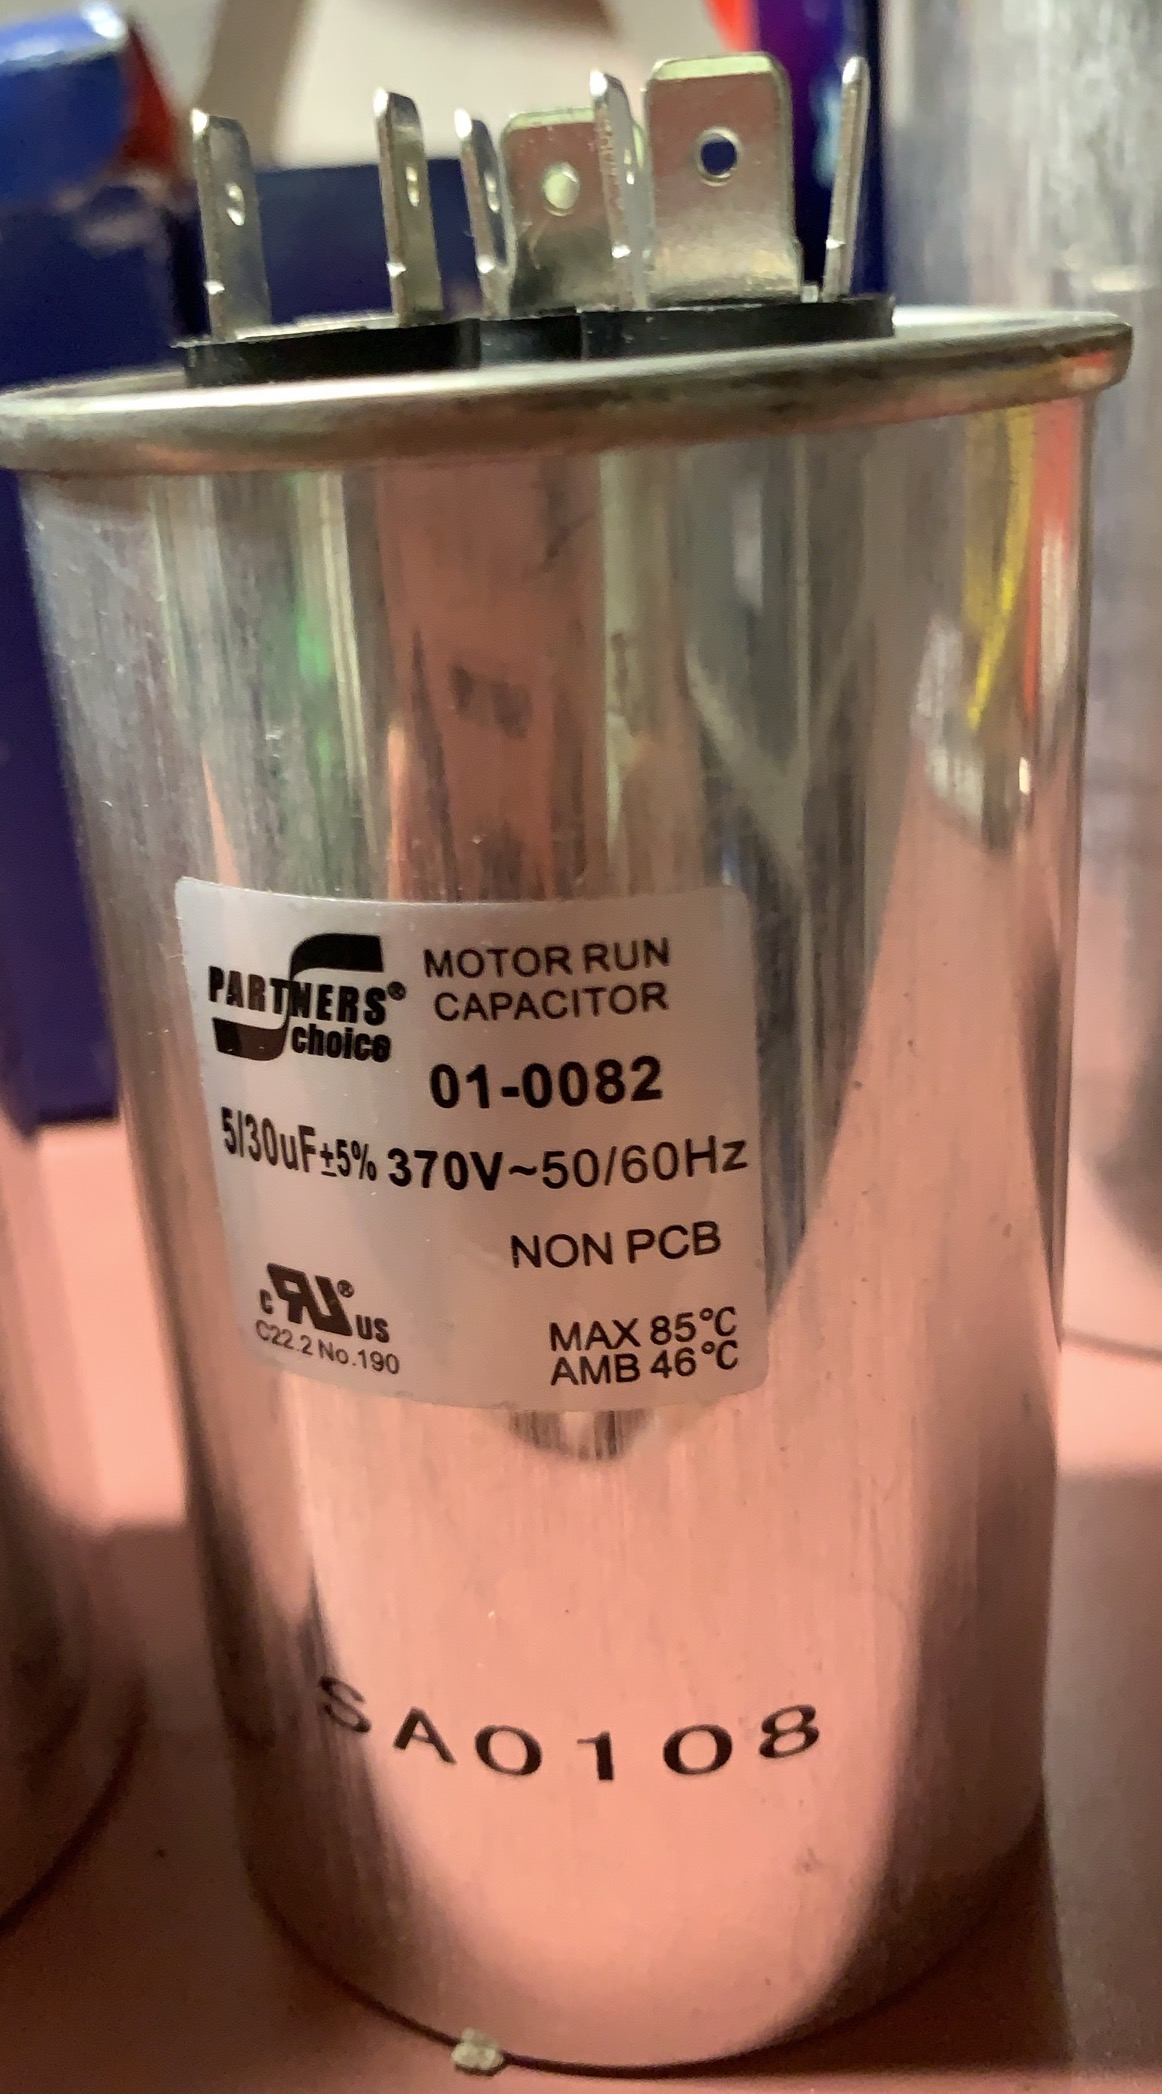 PARTNERS®
choice
MOTOR RUN
CAPACITOR
01-0082
5/30uF±5% 370V~50/60Hz
NON PCB
c RU® US
C22.2 No.190
MAX 85℃
AMB 46℃
SA0108